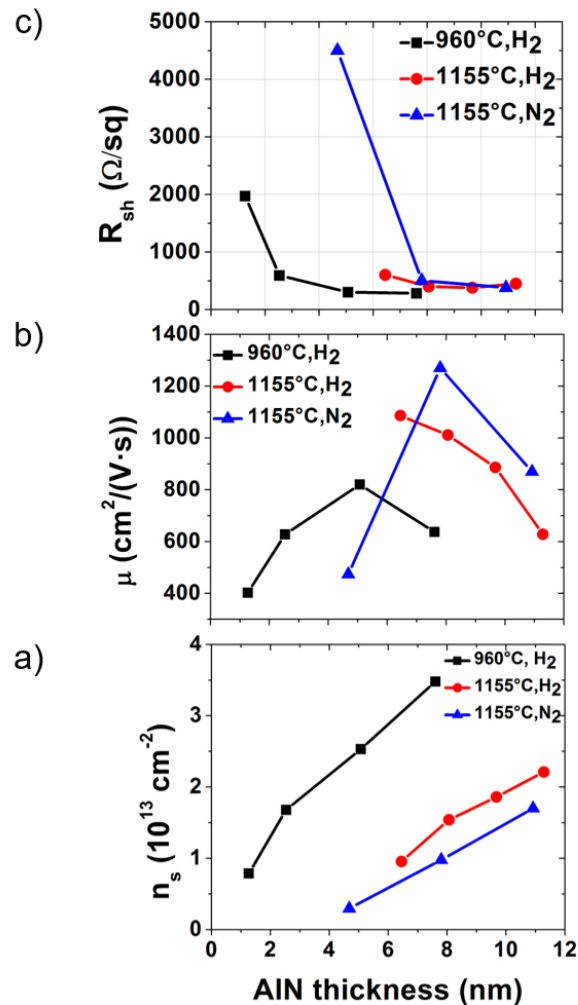 c)
5000
4000
3000
2000
1000
0
R_sh (Ω/sq)
960°C,H₂
1155°C,H₂
1155°C,N₂
b)
1400
1200
1000
800
600
400
μ (cm²/(V·s))
960°C,H₂
1155°C,H₂
1155°C,N₂
a)
4
3
2
1
0
n_s (10¹³ cm⁻²)
960°C, H₂
1155°C,H₂
1155°C,N₂
0 2 4 6 8 10 12
AlN thickness (nm)